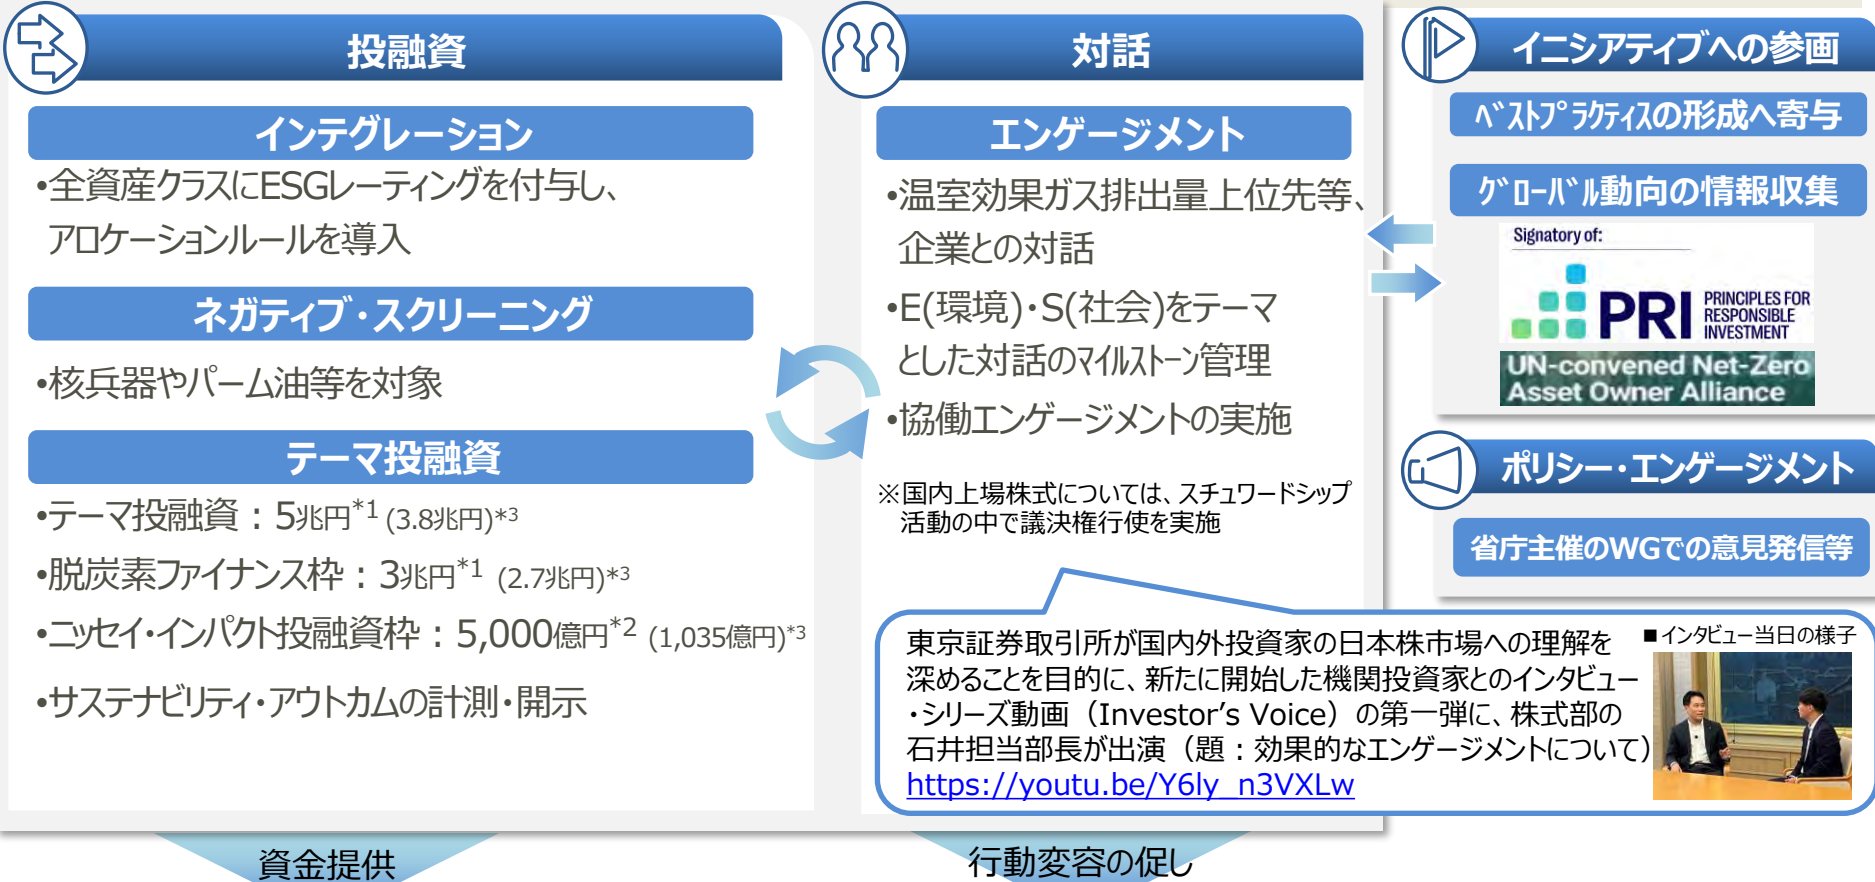 投融資
インテグレーション
•全資産クラスにESGレーティングを付与し、
アロケーションルールを導入
ネガティブ・スクリーニング
•核兵器やパーム油等を対象
テーマ投融資
•テーマ投融資：5兆円*1 (3.8兆円)*3
•脱炭素ファイナンス枠：3兆円*1 (2.7兆円)*3
•ニッセイ・インパクト投融資枠：5,000億円*2 (1,035億円)*3
•サステナビリティ・アウトカムの計測・開示
対話
エンゲージメント
•温室効果ガス排出量上位先等、
企業との対話
•E(環境)・S(社会)をテーマ
とした対話のﾏｲﾙｽﾄｰﾝ管理
•協働エンゲージメントの実施
※国内上場株式については、スチュワードシップ
活動の中で議決権行使を実施
イニシアティブへの参画
ﾍﾞｽﾄﾌﾟﾗｸﾃｨｽの形成へ寄与
ｸﾞﾛｰﾊﾞﾙ動向の情報収集
Signatory of:
PRI
PRINCIPLES FOR
RESPONSIBLE
INVESTMENT
UN-convened Net-Zero
Asset Owner Alliance
ポリシー・エンゲージメント
省庁主催のWGでの意見発信等
東京証券取引所が国内外投資家の日本株市場への理解を
深めることを目的に、新たに開始した機関投資家とのインタビュー
・シリーズ動画（Investor's Voice）の第一弾に、株式部の
石井担当部長が出演（題：効果的なエンゲージメントについて）
https://youtu.be/Y6ly_n3VXLw
■インタビュー当日の様子
資金提供
行動変容の促し